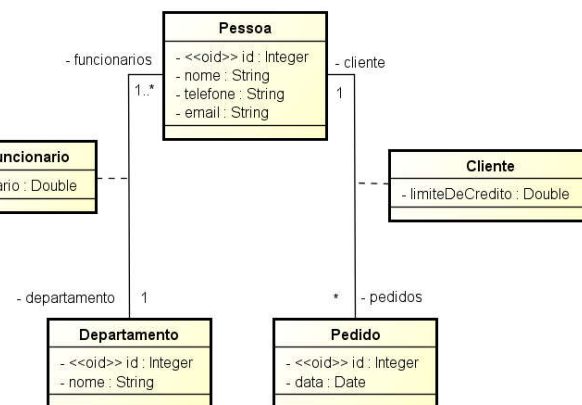 Pessoa
- <<oid>> id : Integer
- nome : String
- telefone : String
- email : String
- funcionarios
1..*
- cliente
1
Cliente
- limiteDeCredito : Double
: Double
- departamento
1
*
- pedidos
Departamento
- <<oid>> id : Integer
- nome : String
Pedido
- <<oid>> id : Integer
- data : Date